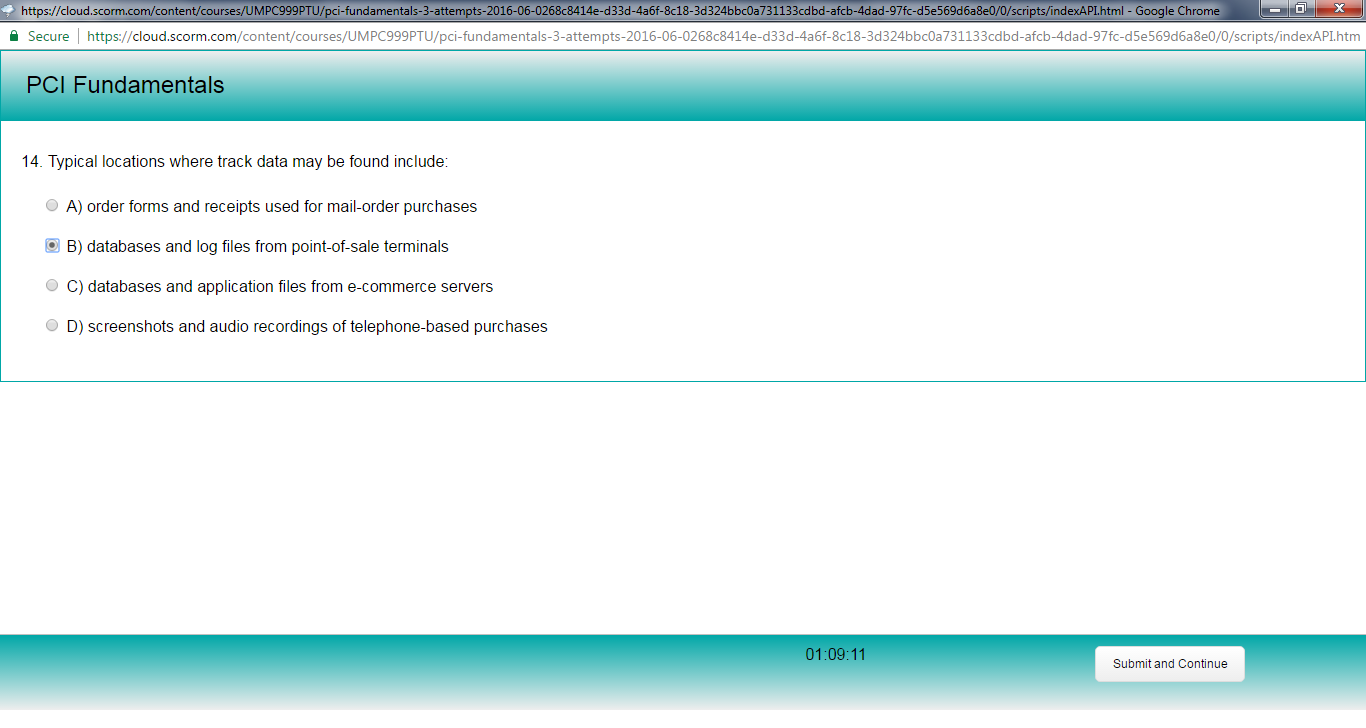 https://cloud.scorm.com/content/courses/UMPC999PTU/pci-fundamentals-3-attempts-2016-06-0268c8414e-d33d-4a6f-8c18-3d324bbc0a731133cdbd-afcb-4dad-97fc-d5e569d6a8e0/0/scripts/indexAPI.html - Google Chrome
Secure | https://cloud.scorm.com/content/courses/UMPC999PTU/pci-fundamentals-3-attempts-2016-06-0268c8414e-d33d-4a6f-8c18-3d324bbc0a731133cdbd-afcb-4dad-97fc-d5e569d6a8e0/0/scripts/indexAPI.htm
PCI Fundamentals
14. Typical locations where track data may be found include:
A) order forms and receipts used for mail-order purchases
B) databases and log files from point-of-sale terminals
C) databases and application files from e-commerce servers
D) screenshots and audio recordings of telephone-based purchases
01:09:11
Submit and Continue